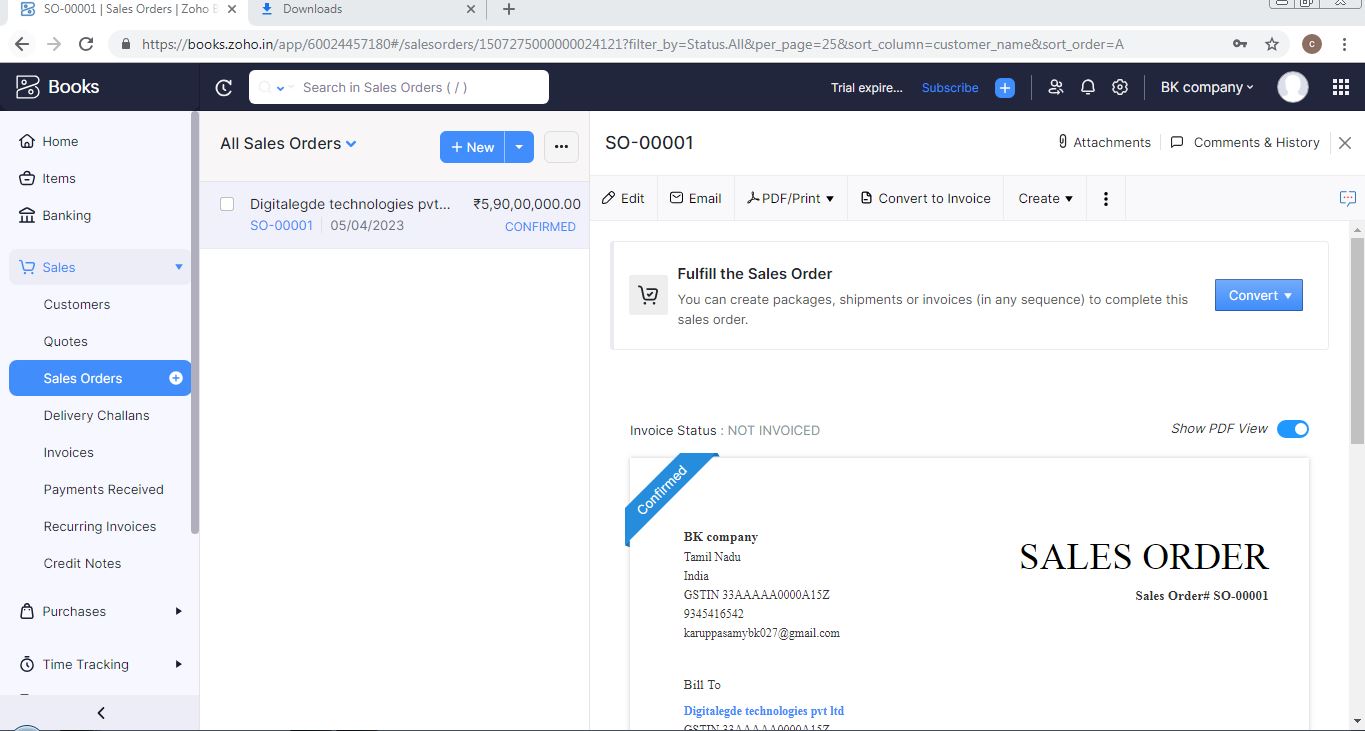 SO-00001 | Sales Orders | Zoho B
Downloads
https://books.zoho.in/app/60024457180#/salesorders/1507275000000024121?filter_by=Status.All&per_page=25&sort_column=customer_name&sort_order=A
c
Books
Search in Sales Orders ( / )
Trial expire...
Subscribe
BK company
Home
Items
Banking
Sales
Customers
Quotes
Sales Orders
Delivery Challans
Invoices
Payments Received
Recurring Invoices
Credit Notes
Purchases
Time Tracking
All Sales Orders
+ New
Digitalegde technologies pvt... ₹5,90,00,000.00
SO-00001 05/04/2023 CONFIRMED
SO-00001
Attachments
Comments & History
Edit
Email
PDF/Print
Convert to Invoice
Create
Fulfill the Sales Order
You can create packages, shipments or invoices (in any sequence) to complete this
sales order.
Convert
Invoice Status : NOT INVOICED
Show PDF View
Confirmed
BK company
Tamil Nadu
India
GSTIN 33AAAAA0000A15Z
9345416542
karuppasamybk027@gmail.com
SALES ORDER
Sales Order# SO-00001
Bill To
Digitalegde technologies pvt ltd
GSTIN 33AAAAA0000A15Z